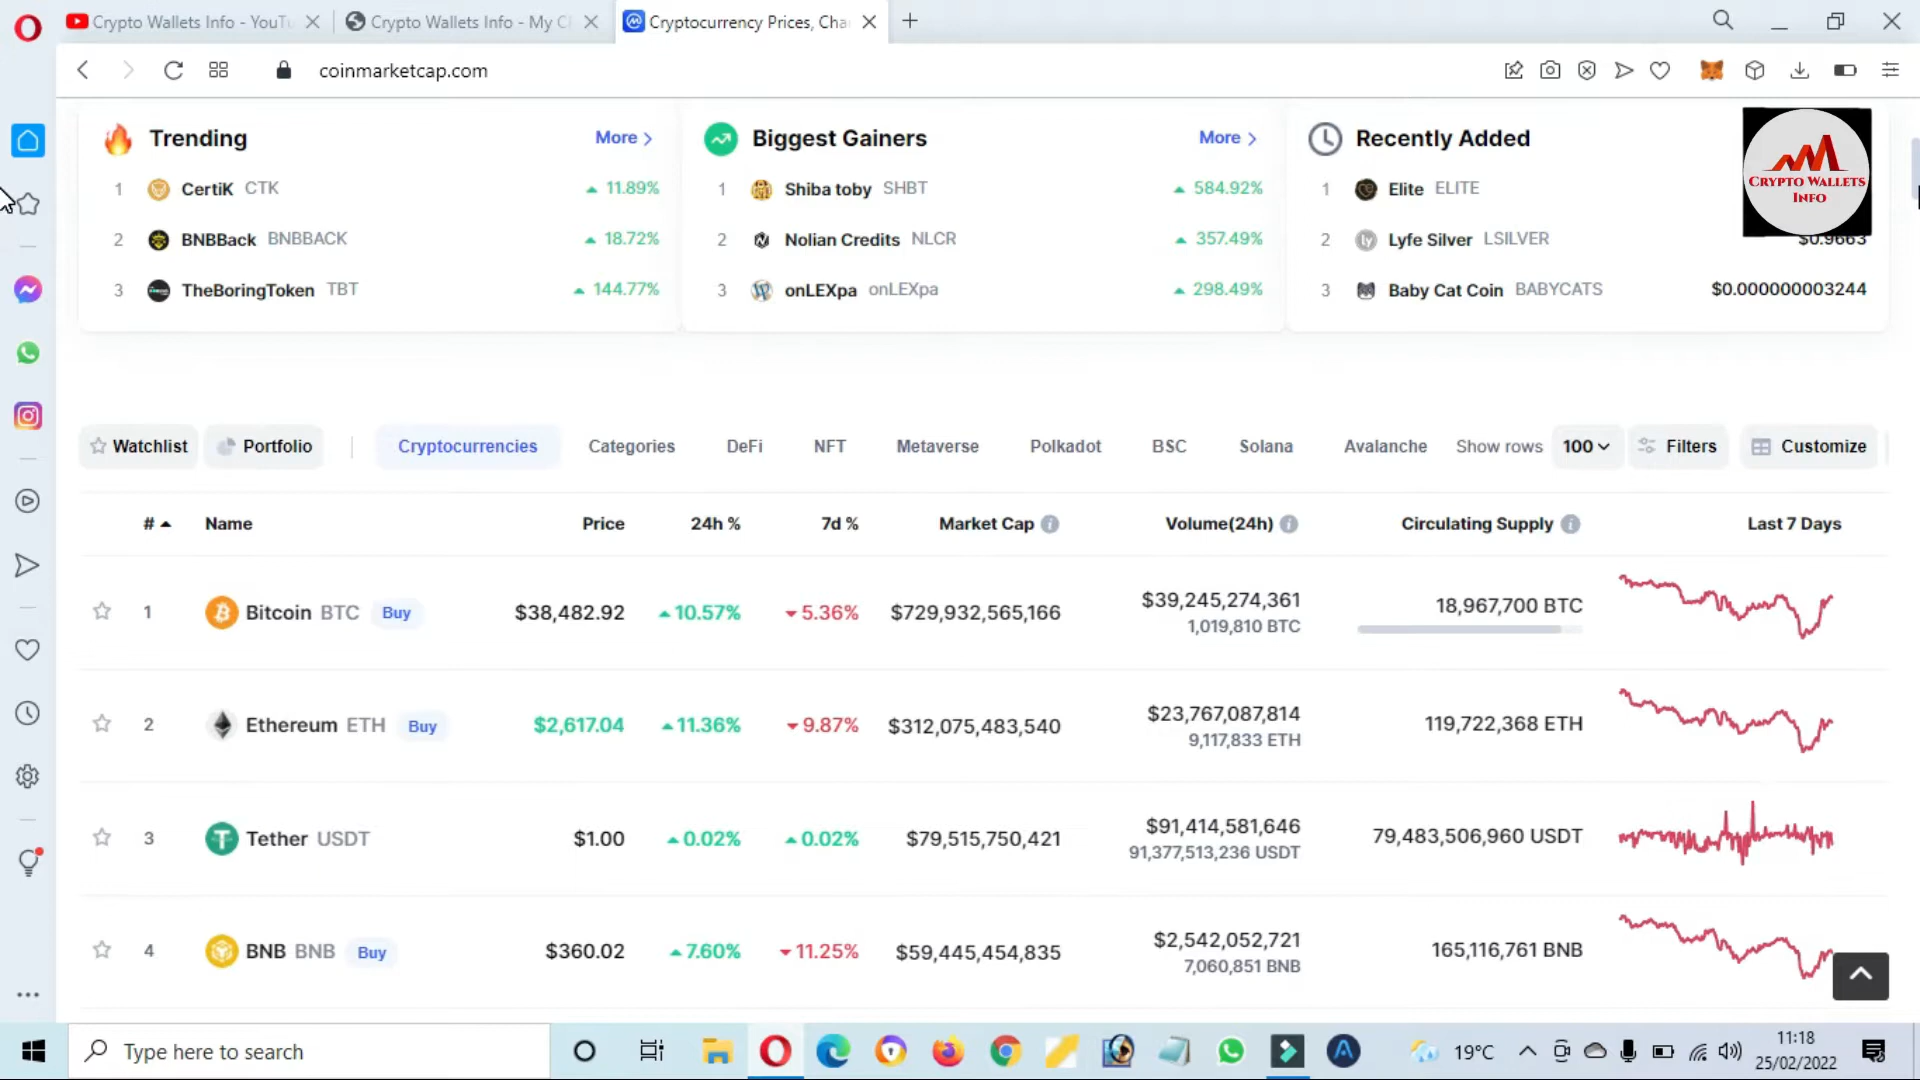 Crypto Wallets Info - YouTu
Crypto Wallets Info - My C
Cryptocurrency Prices, Cha
coinmarketcap.com
Trending More
1 CertiK CTK 11.89%
2 BNBBack BNBBACK 18.72%
3 TheBoringToken TBT 144.77%
Biggest Gainers More
1 Shiba toby SHBT 584.92%
2 Nolian Credits NLCR 357.49%
3 onLEXpa onLEXpa 298.49%
Recently Added
1 Elite ELITE
2 Lyfe Silver LSILVER $0.9663
3 Baby Cat Coin BABYCATS $0.000000003244
CRYPTO WALLETS
INFO
Watchlist Portfolio Cryptocurrencies Categories DeFi NFT Metaverse Polkadot BSC Solana Avalanche Show rows 100 Filters Customize
# Name Price 24h % 7d % Market Cap Volume(24h) Circulating Supply Last 7 Days
1 Bitcoin BTC Buy $38,482.92 10.57% 5.36% $729,932,565,166 $39,245,274,361 18,967,700 BTC
1,019,810 BTC
2 Ethereum ETH Buy $2,617.04 11.36% 9.87% $312,075,483,540 $23,767,087,814 119,722,368 ETH
9,117,833 ETH
3 Tether USDT $1.00 0.02% 0.02% $79,515,750,421 $91,414,581,646 79,483,506,960 USDT
91,377,513,236 USDT
4 BNB BNB Buy $360.02 7.60% 11.25% $59,445,454,835 $2,542,052,721 165,116,761 BNB
7,060,851 BNB
Type here to search
19°C
11:18
25/02/2022